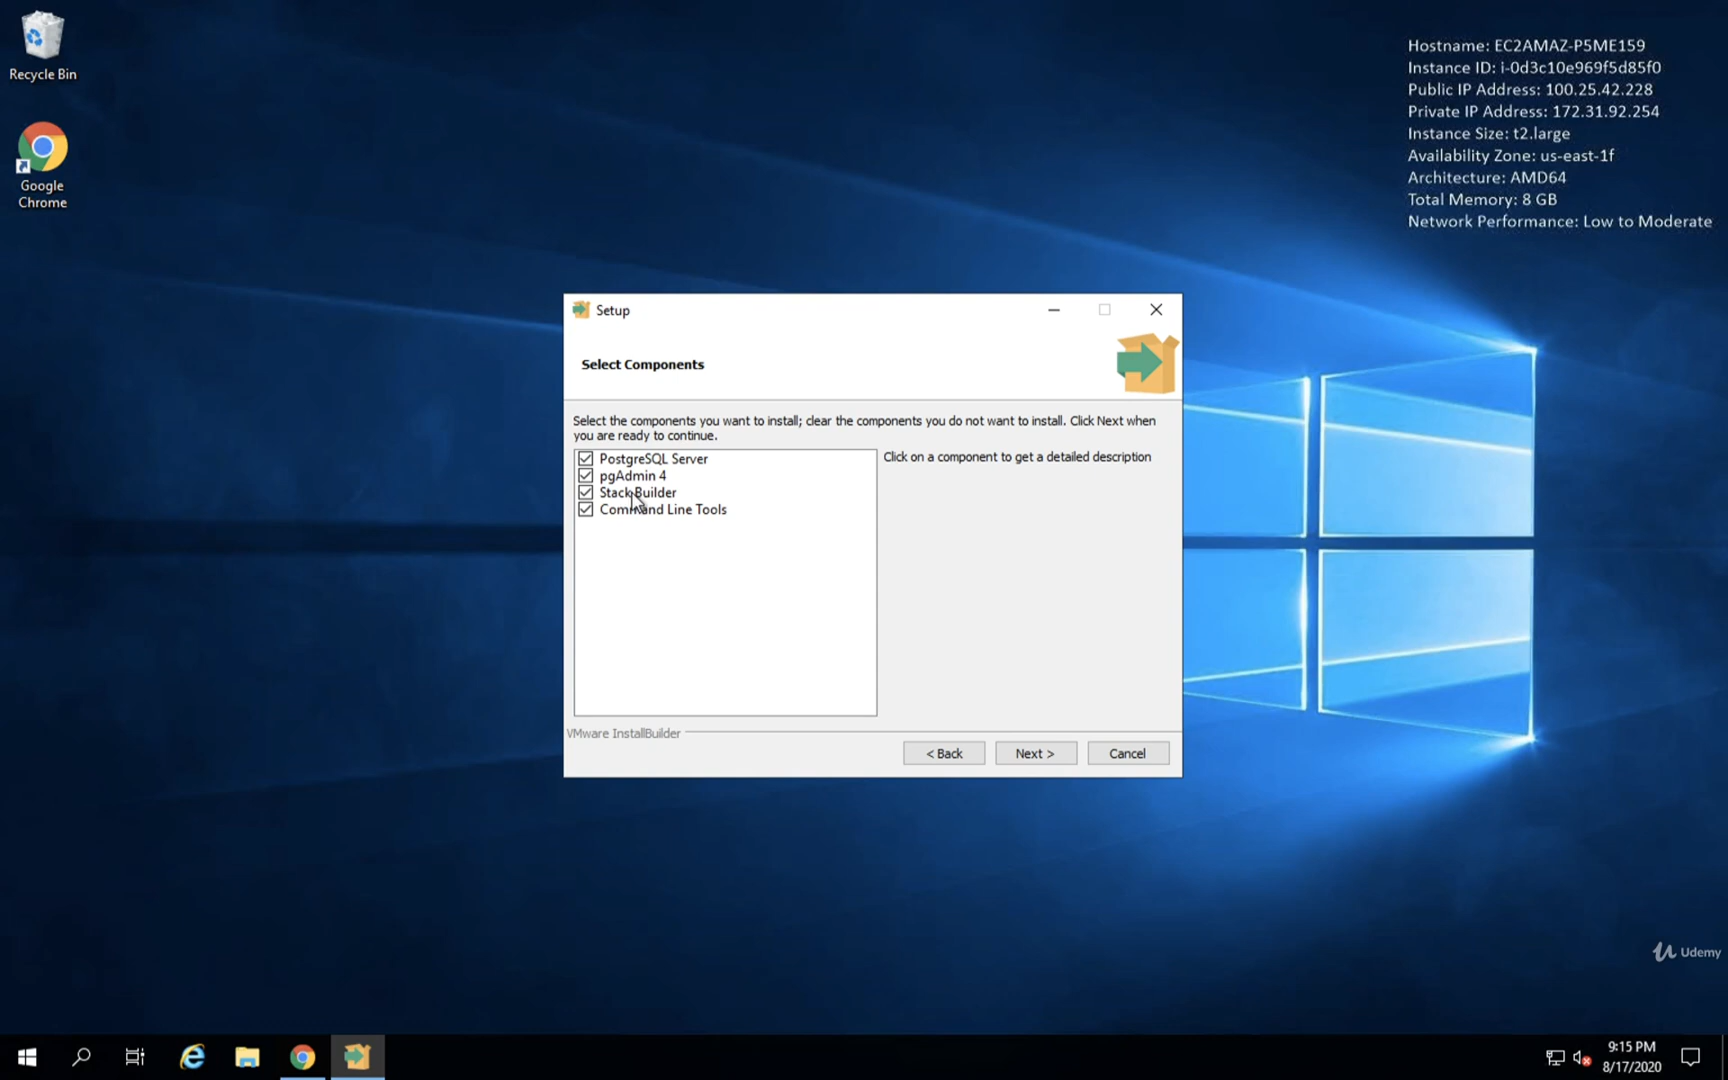 Recycle Bin
Google
Chrome
Hostname: EC2AMAZ-P5ME159
Instance ID: i-0d3c10e969f5d85f0
Public IP Address: 100.25.42.228
Private IP Address: 172.31.92.254
Instance Size: t2.large
Availability Zone: us-east-1f
Architecture: AMD64
Total Memory: 8 GB
Network Performance: Low to Moderate
Setup
Select Components
Select the components you want to install; clear the components you do not want to install. Click Next when
you are ready to continue.
PostgreSQL Server
pgAdmin 4
Stack Builder
Command Line Tools
Click on a component to get a detailed description
VMware InstallBuilder
< Back
Next >
Cancel
Udemy
9:15 PM
8/17/2020